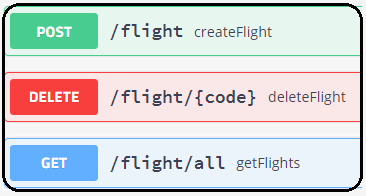 POST /flight createFlight
DELETE /flight/{code} deleteFlight
GET /flight/all getFlights